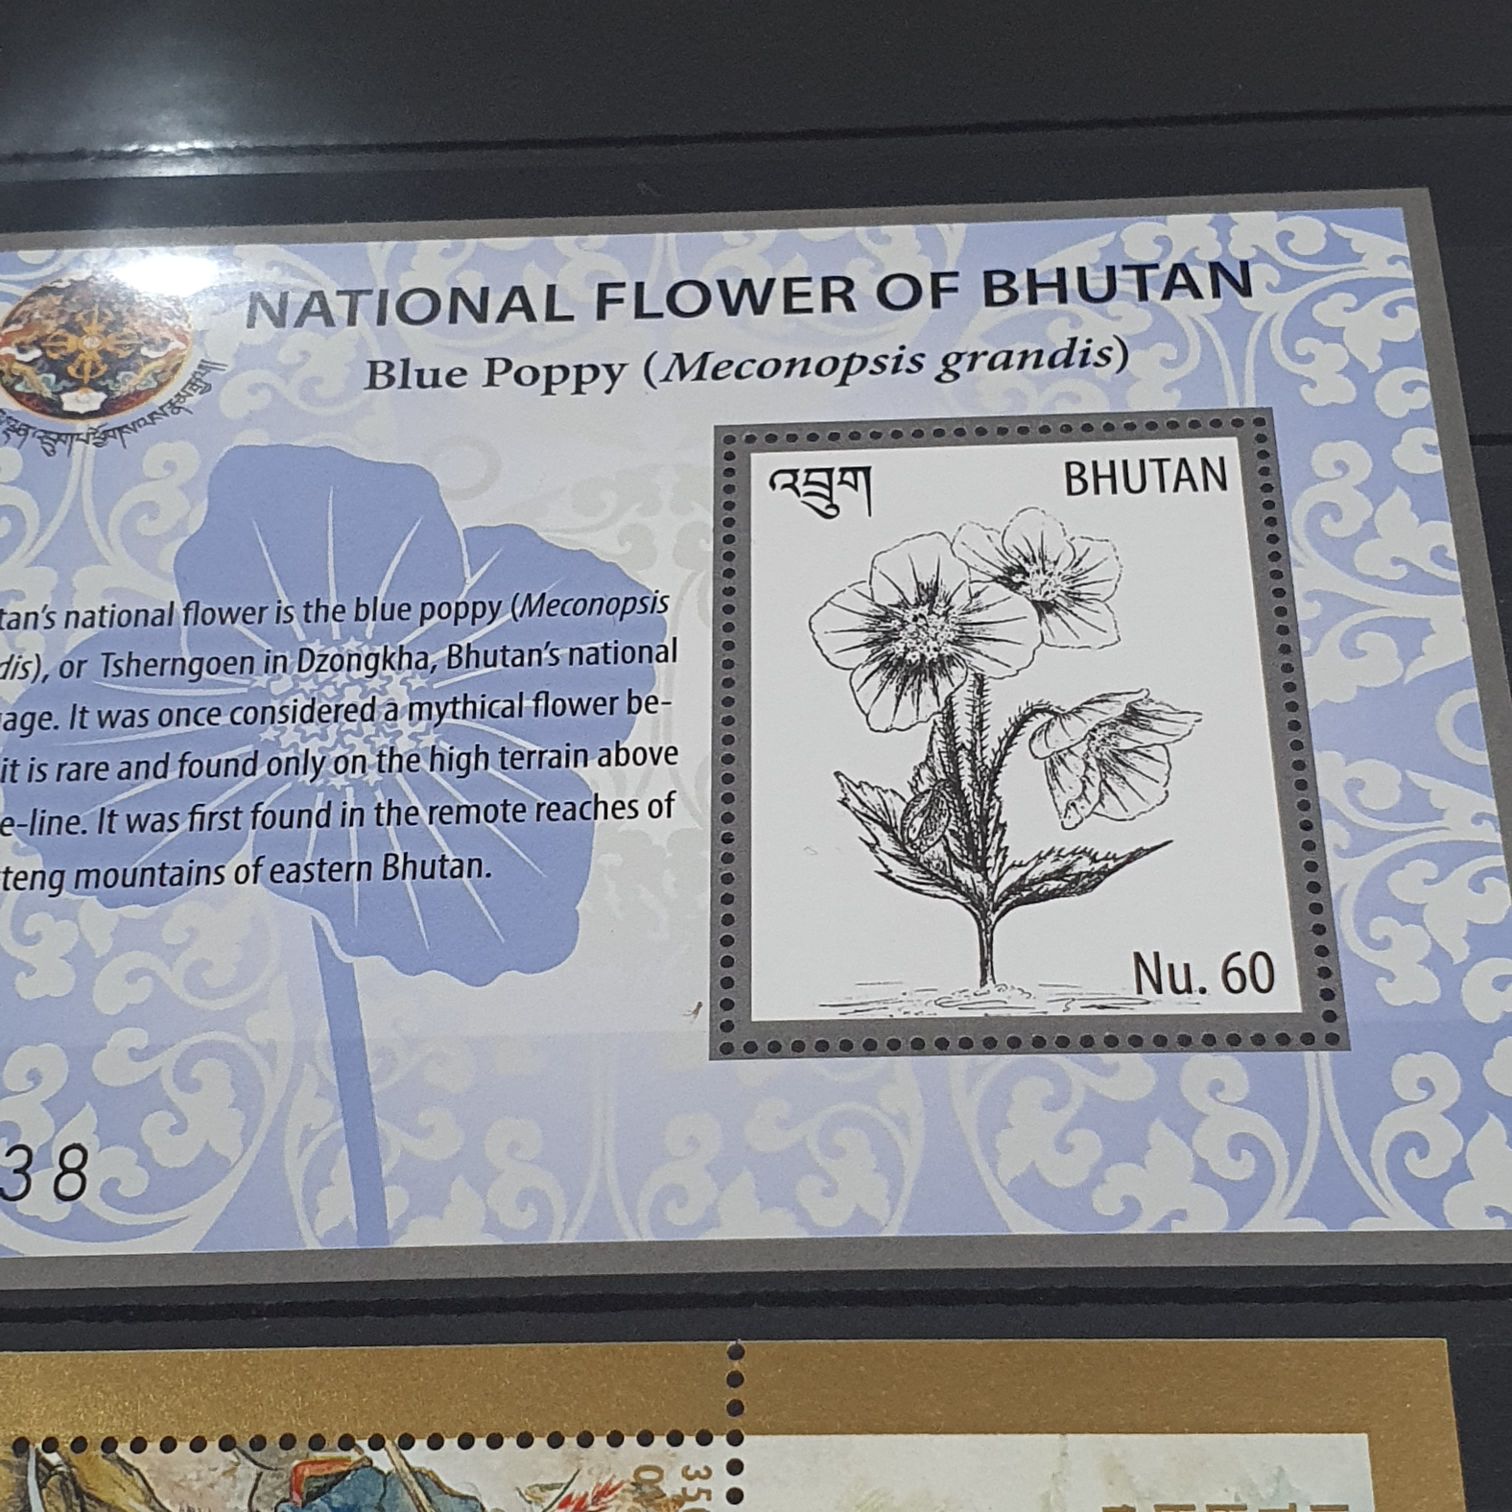 NATIONAL FLOWER OF BHUTAN
Blue Poppy (Meconopsis grandis)
tan's national flower is the blue poppy (Meconopsis
dis), or Tsherngoen in Dzongkha, Bhutan's national
age. It was once considered a mythical flower be-
it is rare and found only on the high terrain above
e-line. It was first found in the remote reaches of
teng mountains of eastern Bhutan.
འབྲུག
BHUTAN
Nu. 60
38